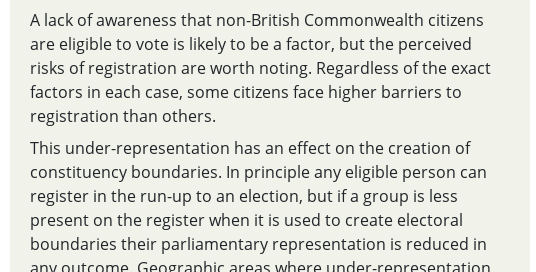 A lack of awareness that non-British Commonwealth citizens
are eligible to vote is likely to be a factor, but the perceived
risks of registration are worth noting. Regardless of the exact
factors in each case, some citizens face higher barriers to
registration than others.
This under-representation has an effect on the creation of
constituency boundaries. In principle any eligible person can
register in the run-up to an election, but if a group is less
present on the register when it is used to create electoral
boundaries their parliamentary representation is reduced in
any outcome. Geographic areas where under-representation